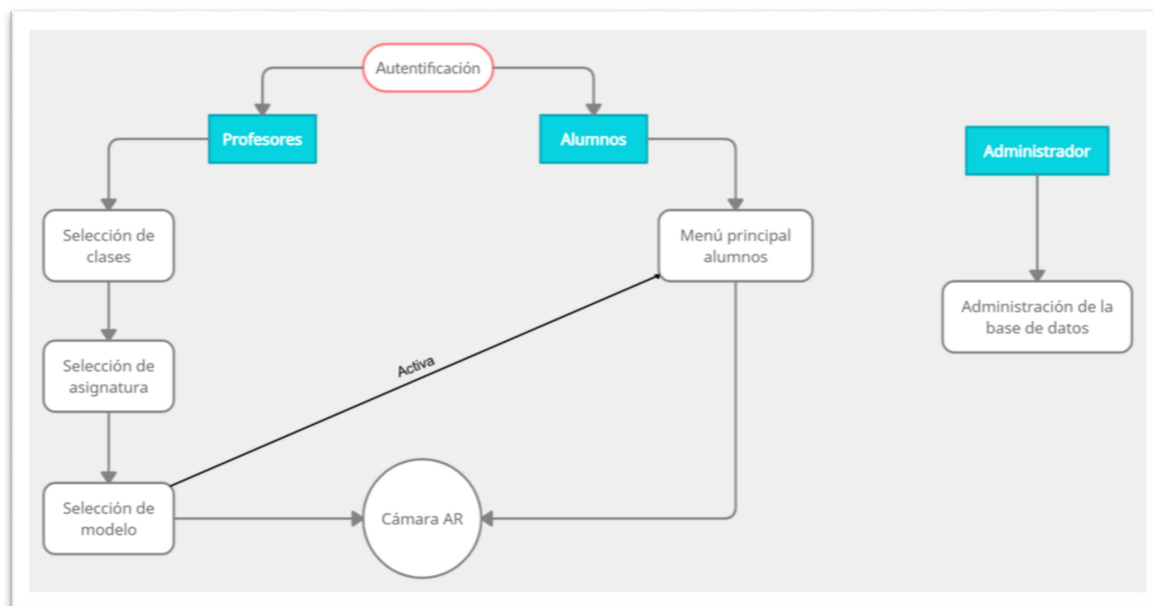 Autentificación
Profesores
Alumnos
Administrador
Selección de
clases
Menú principal
alumnos
Administración de la
base de datos
Selección de
asignatura
Activa
Selección de
modelo
Cámara AR